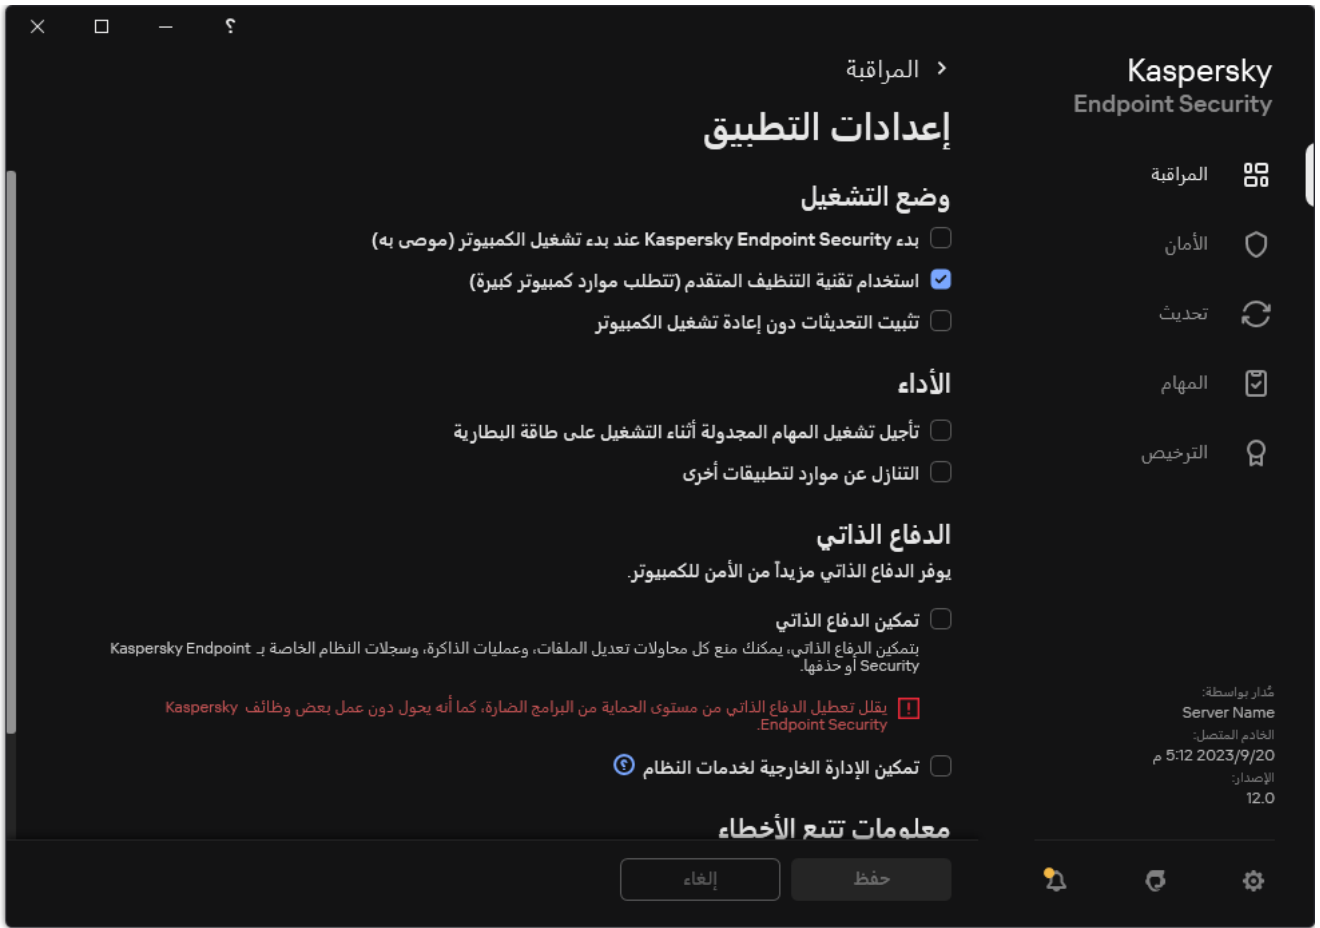 Kaspersky
Endpoint Security
المراقبة
الأمان
تحديث
المهام
الترخيص
مُدار بواسطة:
Server Name
الخادم المتصل:
2023/9/20 5:12 م
الإصدار:
12.0
المراقبة
إعدادات التطبيق
وضع التشغيل
بدء Kaspersky Endpoint Security عند بدء تشغيل الكمبيوتر (موصى به)
استخدام تقنية التنظيف المتقدم (تتطلب موارد كمبيوتر كبيرة)
تثبيت التحديثات دون إعادة تشغيل الكمبيوتر
الأداء
تأجيل تشغيل المهام المجدولة أثناء التشغيل على طاقة البطارية
التنازل عن موارد لتطبيقات أخرى
الدفاع الذاتي
يوفر الدفاع الذاتي مزيداً من الأمن للكمبيوتر.
تمكين الدفاع الذاتي
بتمكين الدفاع الذاتي، يمكنك منع كل محاولات تعديل الملفات، وعمليات الذاكرة، وسجلات النظام الخاصة بـ Kaspersky Endpoint
Security أو حذفها.
يقلل تعطيل الدفاع الذاتي من مستوى الحماية من البرامج الضارة، كما أنه يحول دون عمل بعض وظائف Kaspersky
Endpoint Security.
تمكين الإدارة الخارجية لخدمات النظام
معلومات تتبع الأخطاء
حفظ
إلغاء